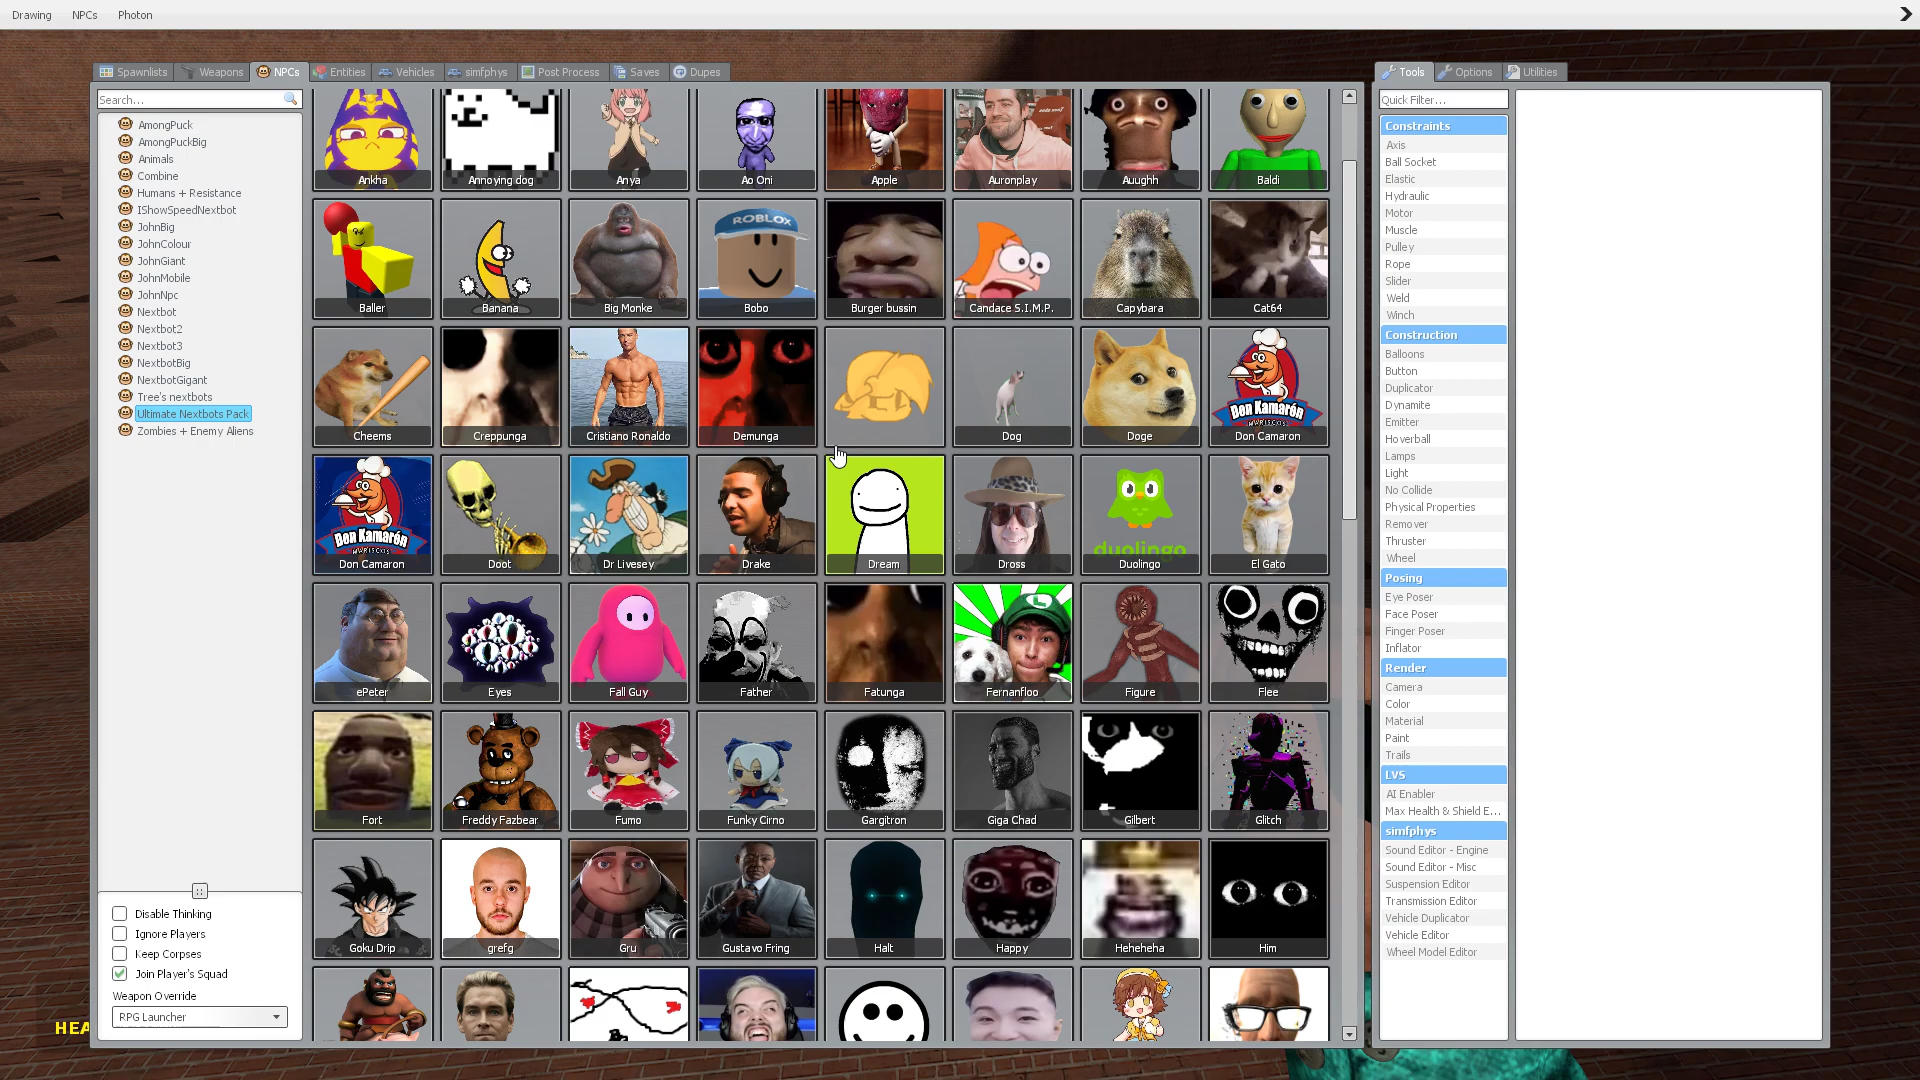 Drawing
NPCs
Photon
Spawnlists
Weapons
NPCs
Entities
Vehicles
simfphys
Post Process
Saves
Dupes
Search...
AmongPuck
AmongPuckBig
Animals
Combine
Humans + Resistance
IShowSpeedNextbot
JohnBig
JohnColour
JohnGiant
JohnMobile
JohnNpc
Nextbot
Nextbot2
Nextbot3
NextbotBig
NextbotGigant
Tree's nextbots
Ultimate Nextbots Pack
Zombies + Enemy Aliens
Disable Thinking
Ignore Players
Keep Corpses
Join Player's Squad
Weapon Override
RPG Launcher
HEA
Ankha
Annoying dog
Anya
Ao Oni
Apple
Auronplay
Auughh
Baldi
ROBLOX
Baller
Banana
Big Monke
Bobo
Burger bussin
Candace S.I.M.P.
Capybara
Cat64
Don Kamarón
MARISCOS
Cheems
Creppunga
Cristiano Ronaldo
Demunga
Dog
Doge
Don Camaron
Don Kamarón
MARISCOS
duolingo
Don Camaron
Doot
Dr Livesey
Drake
Dream
Dross
Duolingo
El Gato
L
ePeter
Eyes
Fall Guy
Father
Fatunga
Fernanfloo
Figure
Flee
Fort
Freddy Fazbear
Fumo
Funky Cirno
Gargitron
Giga Chad
Gilbert
Glitch
Goku Drip
grefg
Gru
Gustavo Fring
Halt
Happy
Heheheha
Him
Tools
Options
Utilities
Quick Filter...
Constraints
Axis
Ball Socket
Elastic
Hydraulic
Motor
Muscle
Pulley
Rope
Slider
Weld
Winch
Construction
Balloons
Button
Duplicator
Dynamite
Emitter
Hoverball
Lamps
Light
No Collide
Physical Properties
Remover
Thruster
Wheel
Posing
Eye Poser
Face Poser
Finger Poser
Inflator
Render
Camera
Color
Material
Paint
Trails
LVS
AI Enabler
Max Health & Shield E...
simfphys
Sound Editor - Engine
Sound Editor - Misc
Suspension Editor
Transmission Editor
Vehicle Duplicator
Vehicle Editor
Wheel Model Editor